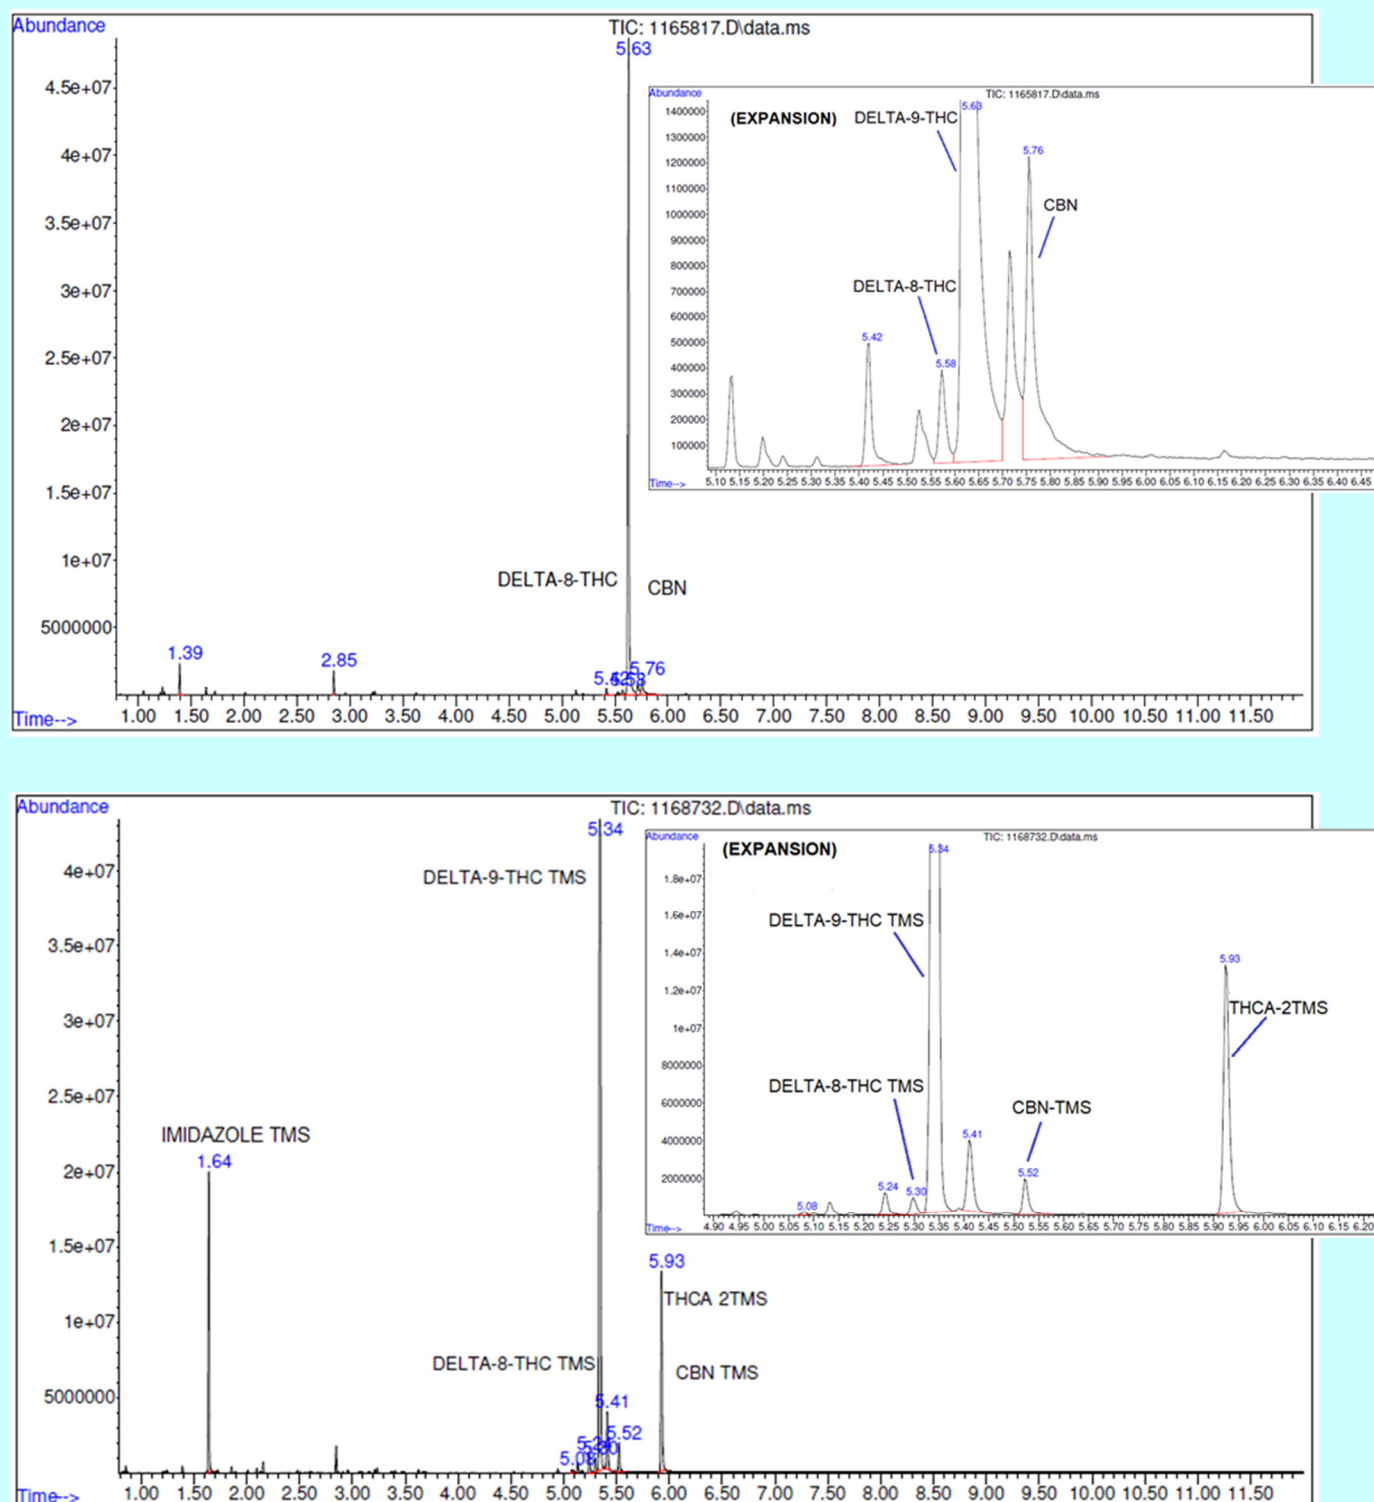 Abundance
TIC: 1165817.D\data.ms
5.63
4.5e+07
4e+07
3.5e+07
3e+07
2.5e+07
2e+07
1.5e+07
1e+07
5000000
DELTA-8-THC
CBN
1.39
2.85
5.76
1.00 1.50 2.00 2.50 3.00 3.50 4.00 4.50 5.00 5.50 6.00 6.50 7.00 7.50 8.00 8.50 9.00 9.50 10.00 10.50 11.00 11.50
Time-->
Abundance
TIC: 1165817.D\data.ms
(EXPANSION)
DELTA-9-THC
5.63
5.76
CBN
DELTA-8-THC
5.42
5.58
1400000
1300000
1200000
1100000
1000000
900000
800000
700000
600000
500000
400000
300000
200000
100000
5.10 5.15 5.20 5.25 5.30 5.35 5.40 5.45 5.50 5.55 5.60 5.65 5.70 5.75 5.80 5.85 5.90 5.95 6.00 6.05 6.10 6.15 6.20 6.25 6.30 6.35 6.40 6.45
Time-->
Abundance
TIC: 1168732.D\data.ms
5.34
DELTA-9-THC TMS
4e+07
3.5e+07
3e+07
2.5e+07
2e+07
1.5e+07
1e+07
5000000
IMIDAZOLE TMS
1.64
5.93
THCA 2TMS
DELTA-8-THC TMS
CBN TMS
5.41
5.52
1.00 1.50 2.00 2.50 3.00 3.50 4.00 4.50 5.00 5.50 6.00 6.50 7.00 7.50 8.00 8.50 9.00 9.50 10.00 10.50 11.00 11.50
Time-->
Abundance
TIC: 1168732.D\data.ms
(EXPANSION)
5.34
DELTA-9-THC TMS
5.93
THCA-2TMS
DELTA-8-THC TMS
CBN-TMS
5.41
5.52
5.24
5.30
5.08
1.8e+07
1.6e+07
1.4e+07
1.2e+07
1e+07
8000000
6000000
4000000
2000000
4.90 4.95 5.00 5.05 5.10 5.15 5.20 5.25 5.30 5.35 5.40 5.45 5.50 5.55 5.60 5.65 5.70 5.75 5.80 5.85 5.90 5.95 6.00 6.05 6.10 6.15 6.20
Time-->